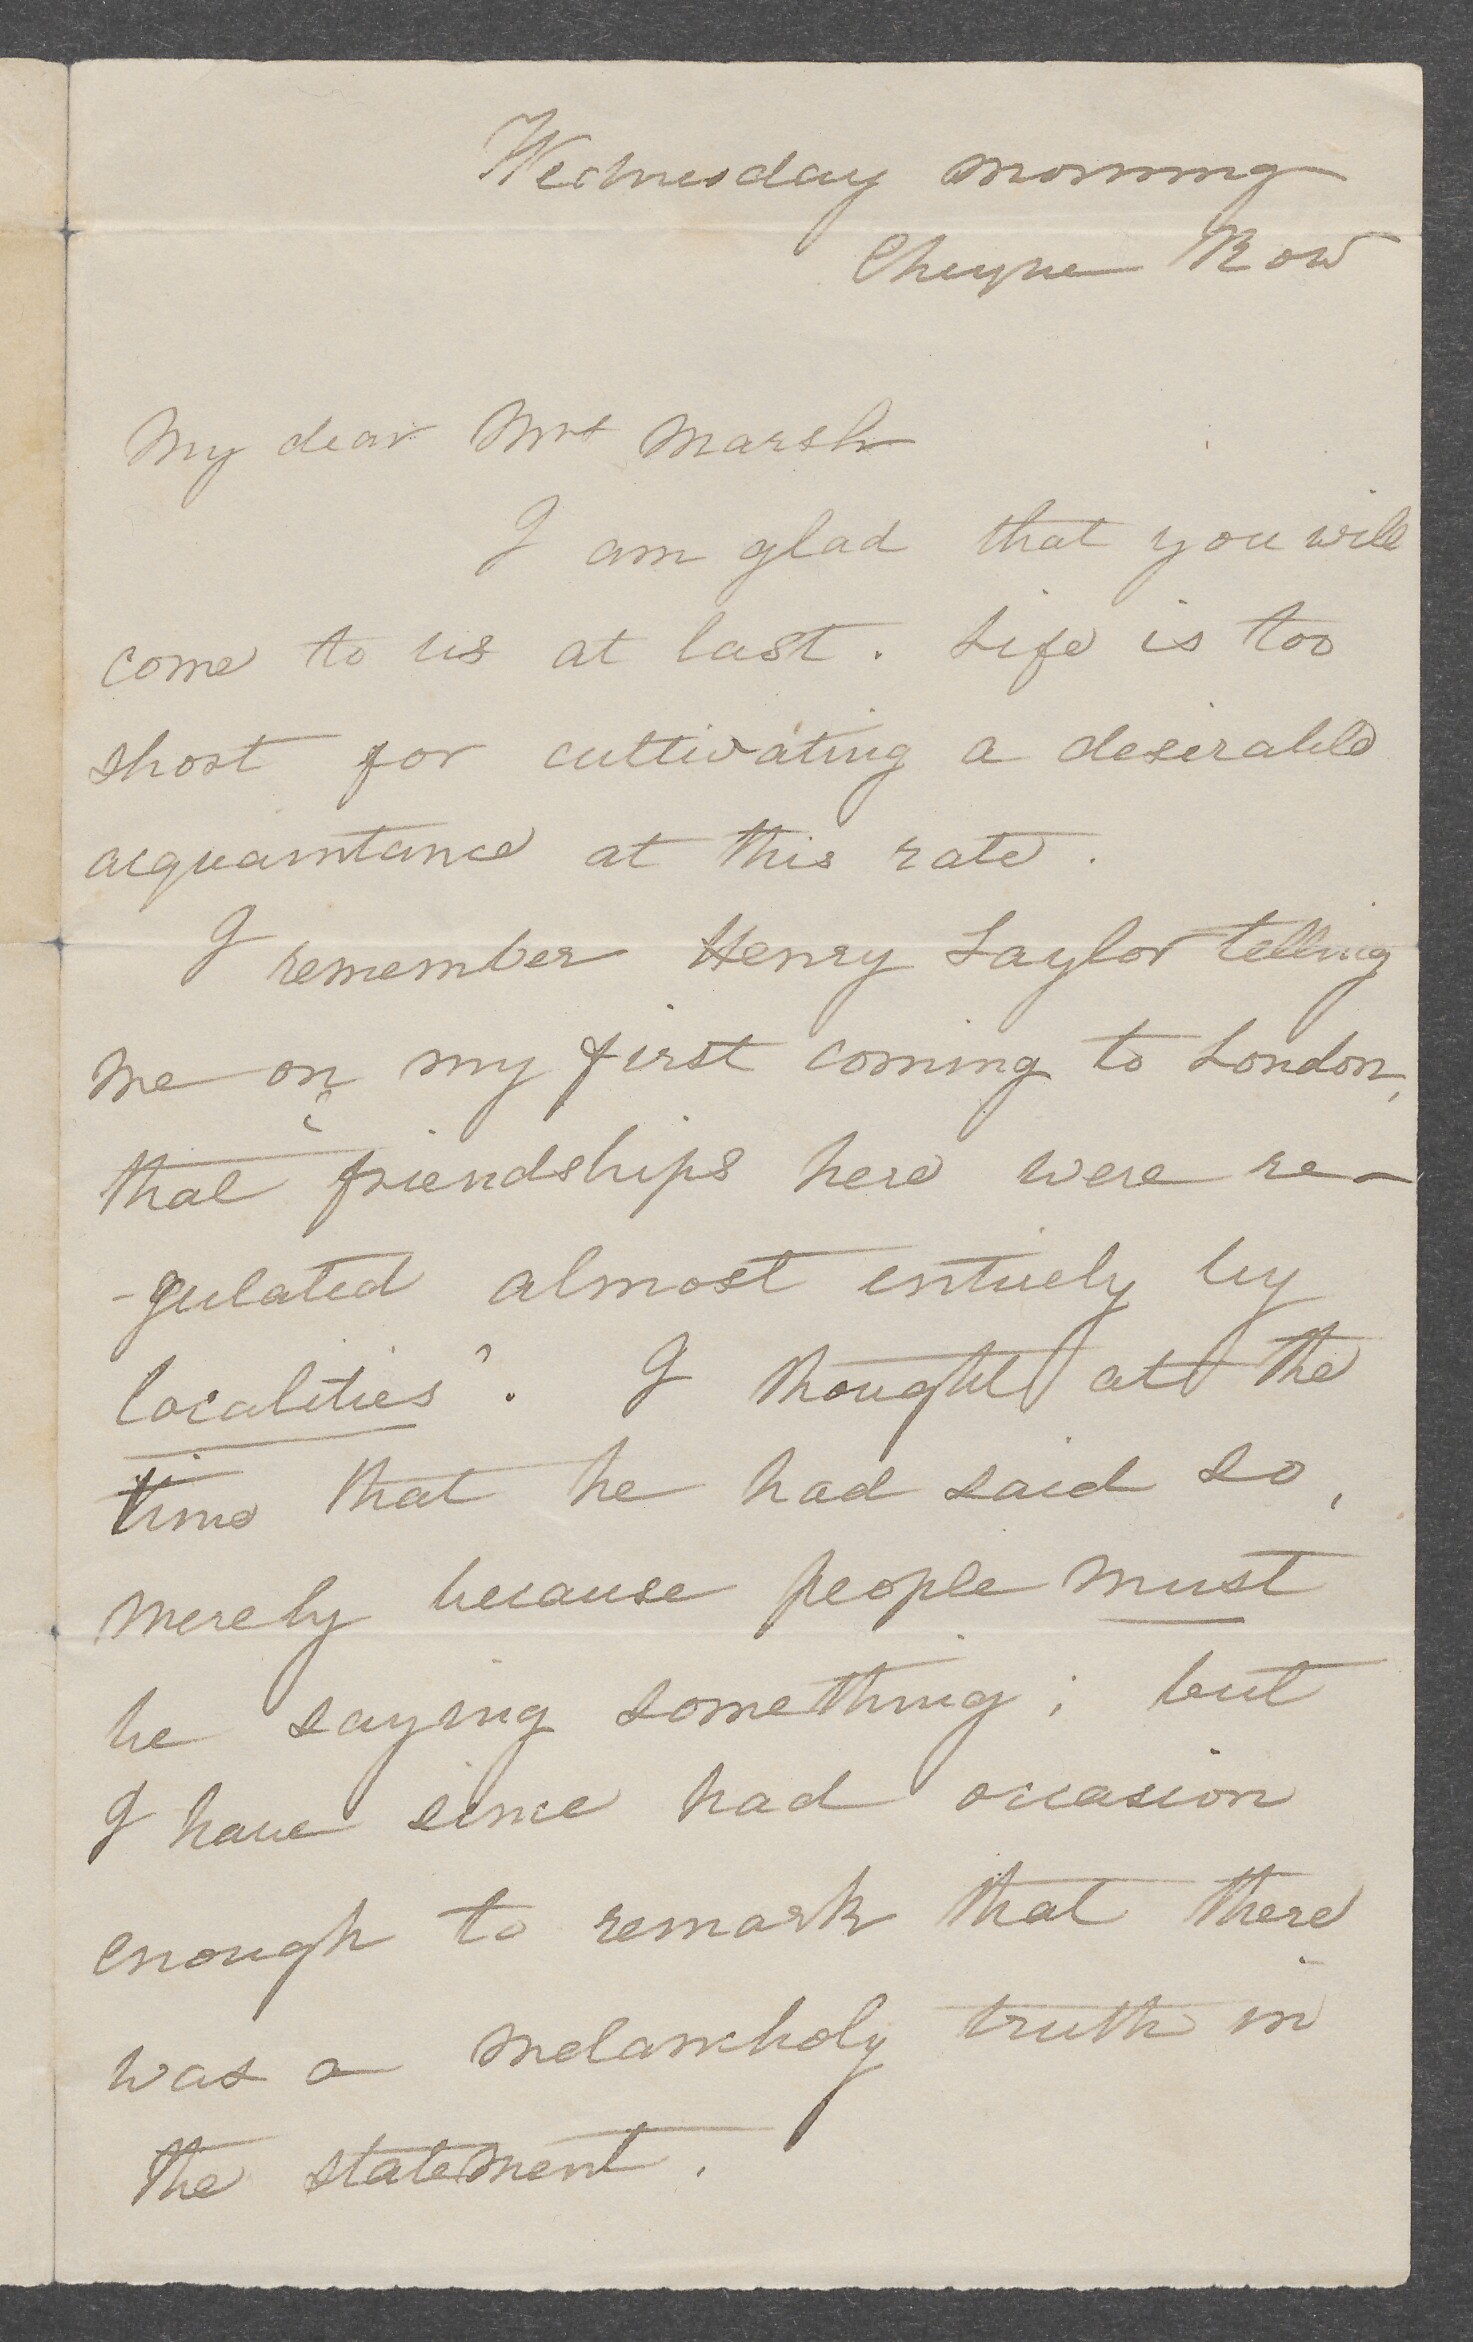 Wednesday morning
Cheyne Row
My dear Mrs Marsh
I am glad that you will
come to us at last. Life is too
short for cultivating a desirable
acquaintance at this rate.
I remember Henry Taylor telling
me on my first coming to London,
that "friendships here were re-
-gulated almost entirely by
localities". I thought at the
time that he had said so,
merely because people must
be saying something; but
I have since had occasion
enough to remark that there
was a melancholy truth in
the statement.